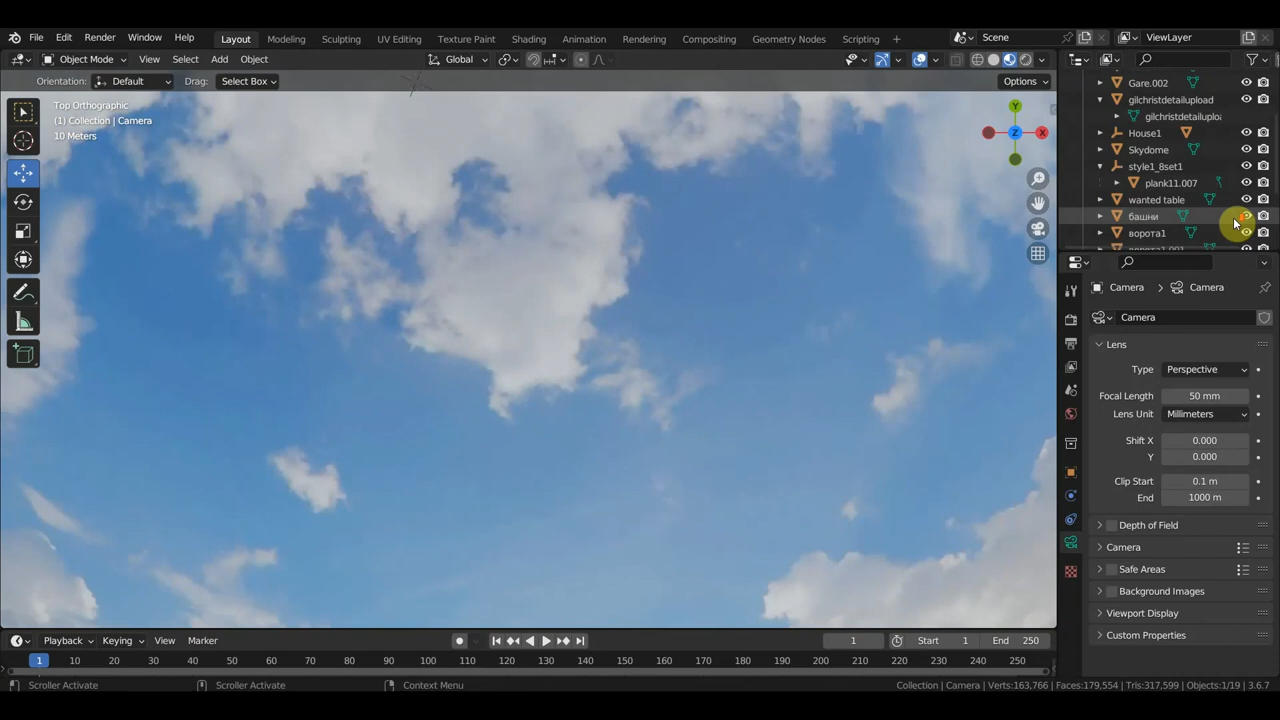 File Edit Render Window Help Layout Modeling Sculpting UV Editing Texture Paint Shading Animation Rendering Compositing Geometry Nodes Scripting + Scene ViewLayer
Object Mode View Select Add Object Global
Orientation: Default Drag: Select Box Options
Top Orthographic
(1) Collection | Camera
10 Meters
Y
Z
X
Gare.002
gilchristdetailupload
gilchristdetailuploa
House1
Skydome
style1_8set1
plank11.007
wanted table
башни
ворота1
ворота1.001
Camera > Camera
Camera
Lens
Type Perspective
Focal Length 50 mm
Lens Unit Millimeters
Shift X 0.000
Y 0.000
Clip Start 0.1 m
End 1000 m
Depth of Field
Camera
Safe Areas
Background Images
Viewport Display
Custom Properties
Playback Keying View Marker 1 Start 1 End 250
1 10 20 30 40 50 60 70 80 90 100 110 120 130 140 150 160 170 180 190 200 210 220 230 240 250
Scroller Activate Scroller Activate Context Menu Collection | Camera | Verts:163,766 | Faces:179,554 | Tris:317,599 | Objects:1/19 | 3.6.7